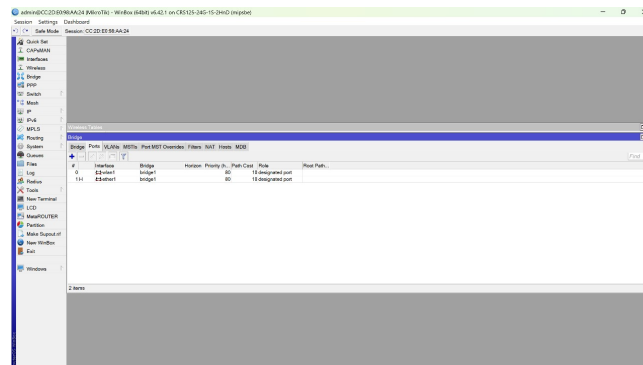 admin@CC:2D:E0:98:AA:24 (MikroTik) - WinBox (64bit) v6.42.1 on CRS125-24G-1S-2HnD (mipsbe)
Session Settings Dashboard
Safe Mode Session: CC:2D:E0:98:AA:24
Quick Set
CAPsMAN
Interfaces
Wireless
Bridge
PPP
Switch
Mesh
IP
IPv6
MPLS
Routing
System
Queues
Files
Log
Radius
Tools
New Terminal
LCD
MetaROUTER
Partition
Make Supout.rif
New WinBox
Exit
Windows
Wireless Tables
Bridge
Bridge Ports VLANs MSTIs Port MST Overrides Filters NAT Hosts MDB
Find
# Interface Bridge Horizon Priority (h... Path Cost Role Root Path...
0 wlan1 bridge1 80 10 designated port
1 H ether1 bridge1 80 10 designated port
2 items